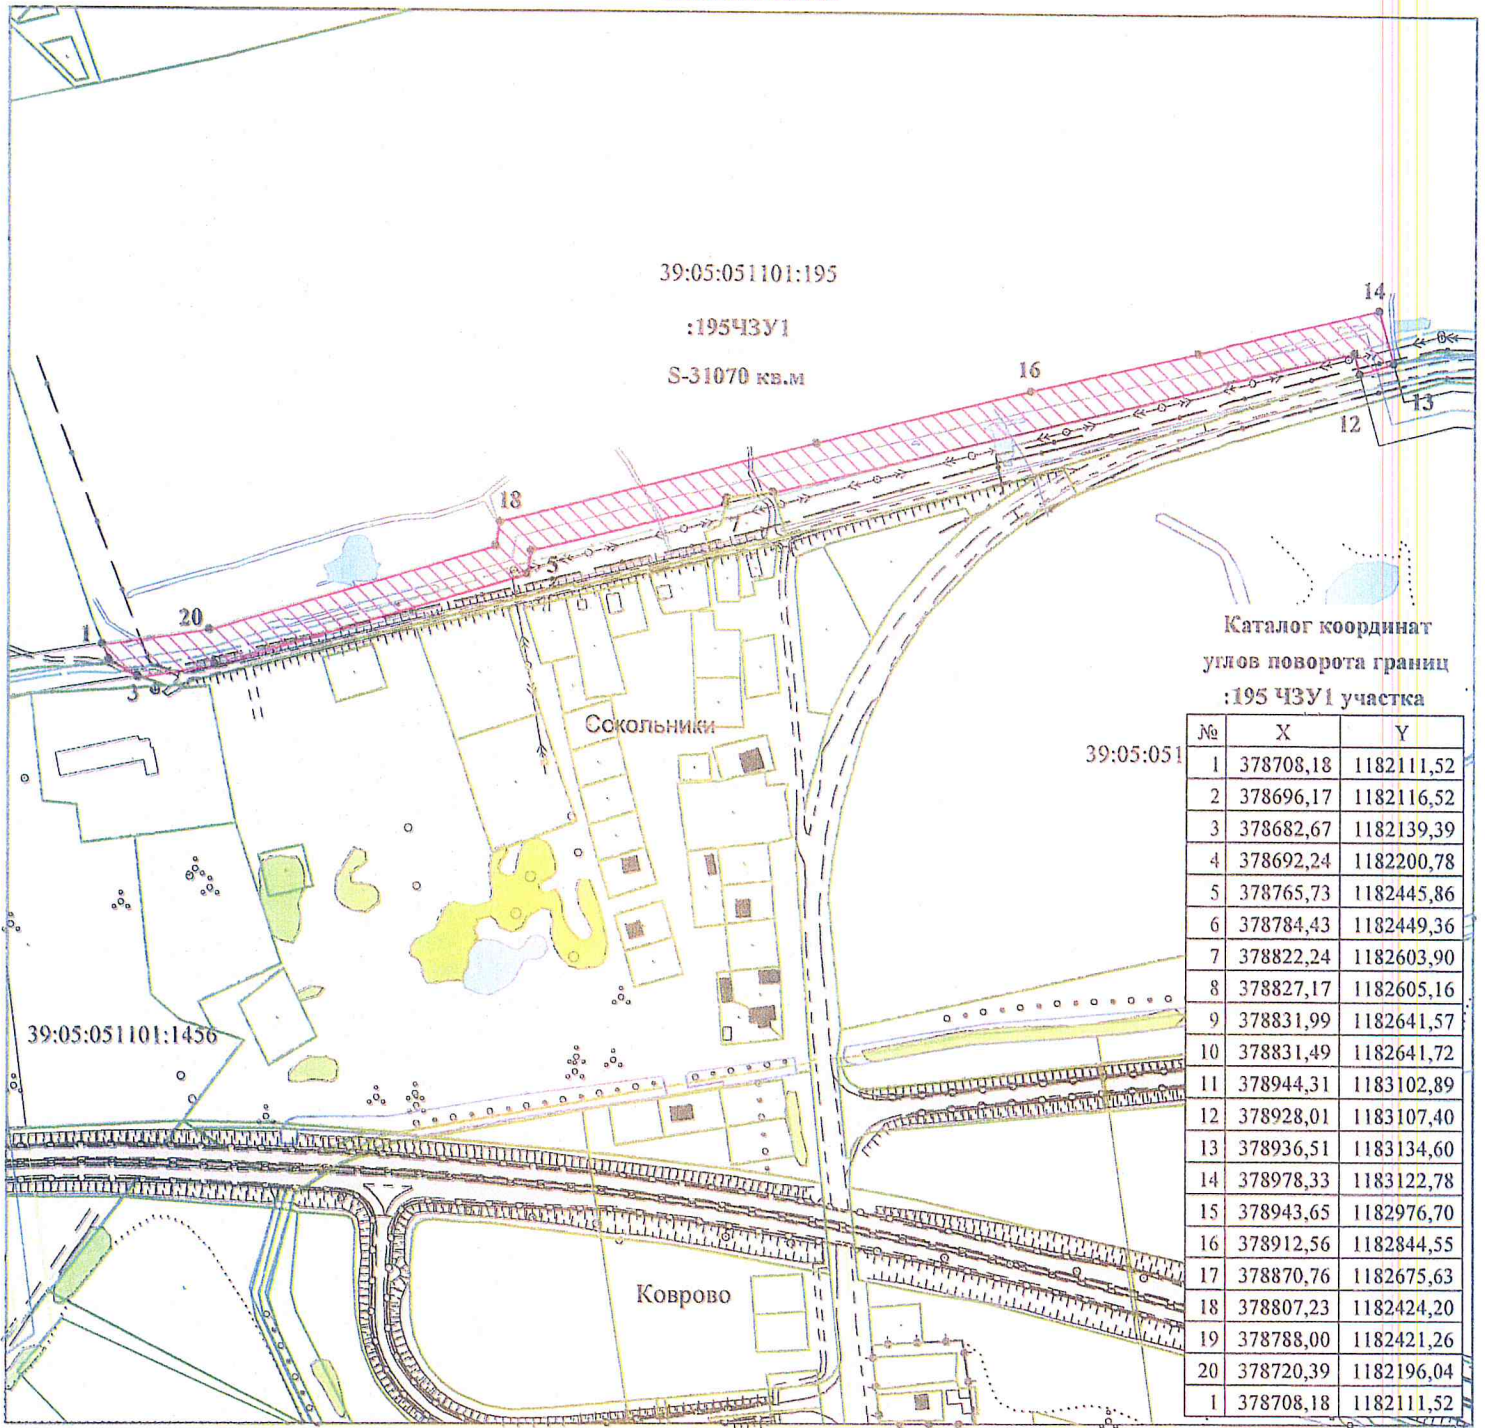 39:05:051101:195
:195ЧЗУ1
S-31070 кв.м
14
16
13
12
18
5
7
20
1
3
Сокольники
39:05:051
39:05:051101:1456
Коврово
Каталог координат
углов поворота границ
:195 ЧЗУ1 участка
№ X Y
1 378708,18 1182111,52
2 378696,17 1182116,52
3 378682,67 1182139,39
4 378692,24 1182200,78
5 378765,73 1182445,86
6 378784,43 1182449,36
7 378822,24 1182603,90
8 378827,17 1182605,16
9 378831,99 1182641,57
10 378831,49 1182641,72
11 378944,31 1183102,89
12 378928,01 1183107,40
13 378936,51 1183134,60
14 378978,33 1183122,78
15 378943,65 1182976,70
16 378912,56 1182844,55
17 378870,76 1182675,63
18 378807,23 1182424,20
19 378788,00 1182421,26
20 378720,39 1182196,04
1 378708,18 1182111,52